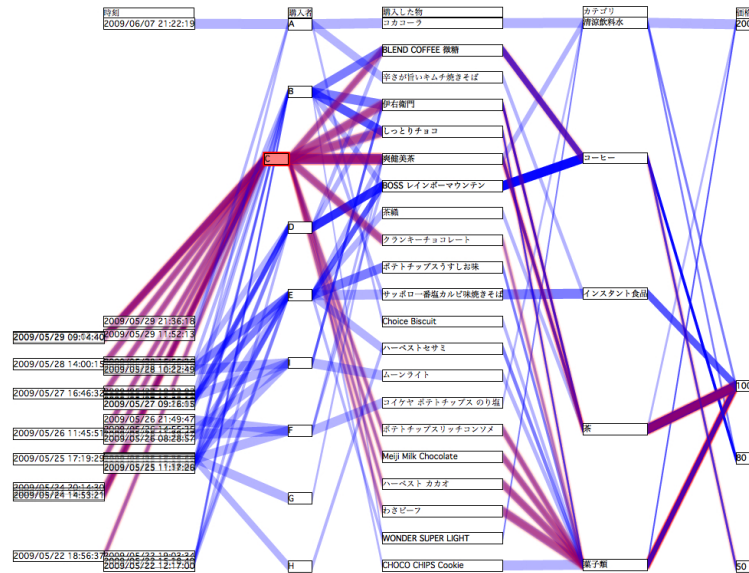 時刻
2009/06/07 21:22:19
2009/05/29 21:36:18
2009/05/29 11:52:13
2009/05/29 09:14:40
2009/05/28 14:00:15
2009/05/28 10:22:49
2009/05/27 16:46:32
2009/05/27 09:16:15
2009/05/26 21:49:47
2009/05/26 11:45:51
2009/05/26 08:28:57
2009/05/25 17:19:29
2009/05/25 11:17:26
2009/05/24 14:53:21
2009/05/22 18:56:37
2009/05/22 12:17:00
購入者
A
B
C
D
E
F
G
H
購入した物
コカコーラ
BLEND COFFEE 微糖
辛さが旨いキムチ焼きそば
伊右衛門
しっとりチョコ
爽健美茶
BOSS レインボーマウンテン
茶織
クランキーチョコレート
ポテトチップスうすしお味
サッポロ一番塩カルビ味焼きそば
Choice Biscuit
ハーベストセサミ
ムーンライト
コイケヤ ポテトチップス のり塩
ポテトチップスリッチコンソメ
Meiji Milk Chocolate
ハーベスト カカオ
わさビーフ
WONDER SUPER LIGHT
CHOCO CHIPS Cookie
カテゴリ
清涼飲料水
コーヒー
インスタント食品
茶
菓子類
200
100
80
50